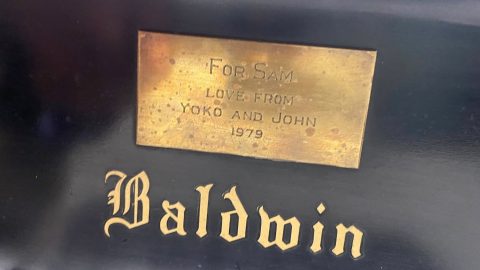 FOR SAM
LOVE FROM
YOKO AND JOHN
1979
Baldwin